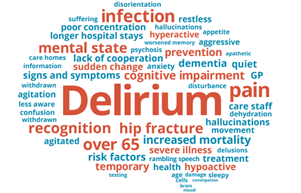 disorientation
suffering infection restless
poor concentration hallucinations
longer hospital stays hyperactive appetite
worsened memory aggressive
mental state psychosis prevention apathetic
care homes lack of cooperation dementia quiet
information sudden change anxiety
signs and symptoms cognitive impairment GP
withdrawn disturbance
agitation Delirium pain
less aware care staff
confusion dehydration
withdrawn hallucinations
recognition hip fracture movement
agitated over 65 increased mortality
severe illness delusions
risk factors rambling speech treatment
temporary health hypoactive
testing age damage sleepy
cells constipation
brain
mood